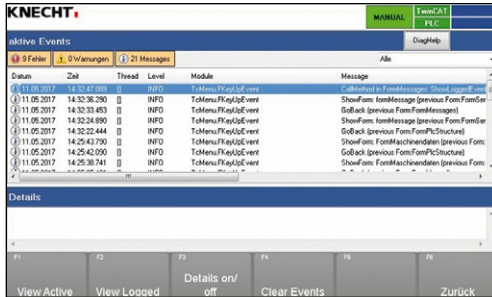 KNECHT.
MANUAL
TwinCAT
PLC
aktive Events
DiagHelp
9 Fehler
0 Warnungen
21 Messages
Alle
Datum Zeit Thread Level Module Message
11.05.2017 14:32:47.089 [] INFO TcMenu.FKeyUpEvent CallMethod in FormMessages: ShowLoggedEven
11.05.2017 14:32:36.290 [] INFO TcMenu.FKeyUpEvent ShowForm: formMessage (previous Form:FormSer
11.05.2017 14:32:33.453 [] INFO TcMenu.FKeyUpEvent GoBack (previous Form:FormMessages)
11.05.2017 14:32:24.890 [] INFO TcMenu.FKeyUpEvent ShowForm: formMessage (previous Form:FormSer
11.05.2017 14:32:22.444 [] INFO TcMenu.FKeyUpEvent GoBack (previous Form:FormPlcStructure)
11.05.2017 14:25:43.790 [] INFO TcMenu.FKeyUpEvent ShowForm: formMaschinendaten (previous Form:
11.05.2017 14:25:42.090 [] INFO TcMenu.FKeyUpEvent GoBack (previous Form:FormPlcStructure)
11.05.2017 14:25:38.741 [] INFO TcMenu.FKeyUpEvent ShowForm: FormMaschinendaten (previous Form:
Details
F1 F2 F3 F4 F5 F8
View Active
View Logged
Details on/
off
Clear Events
Zurück